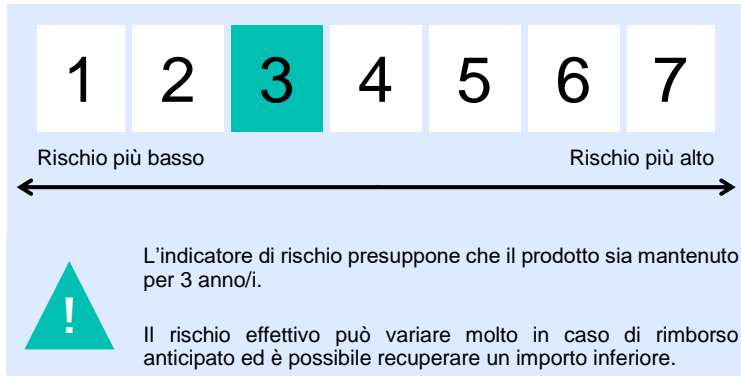 1 2 3 4 5 6 7
Rischio più basso Rischio più alto
L'indicatore di rischio presuppone che il prodotto sia mantenuto
per 3 anno/i.
!
Il rischio effettivo può variare molto in caso di rimborso
anticipato ed è possibile recuperare un importo inferiore.